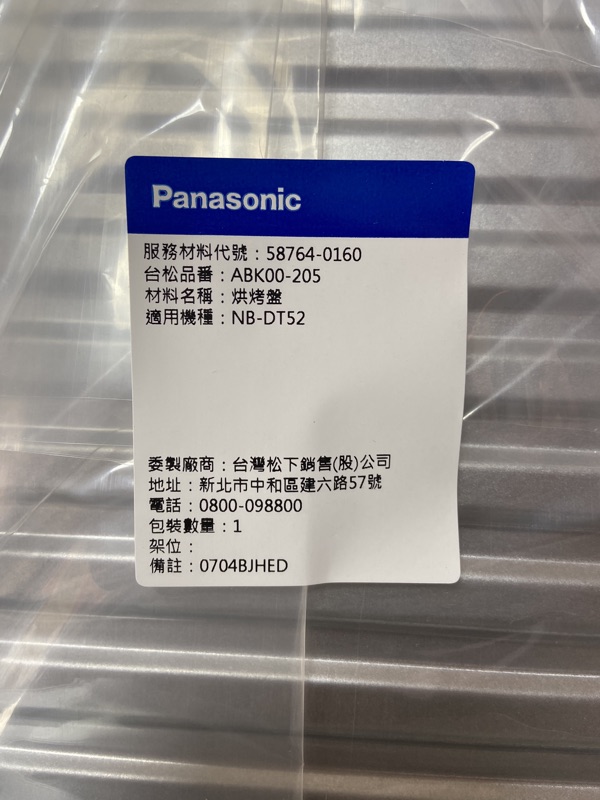 Panasonic
服務材料代號：58764-0160
台松品番：ABK00-205
材料名稱：烘烤盤
適用機種：NB-DT52
委製廠商：台灣松下銷售(股)公司
地址：新北市中和區建六路57號
電話：0800-098800
包裝數量：1
架位：
備註：0704BJHED